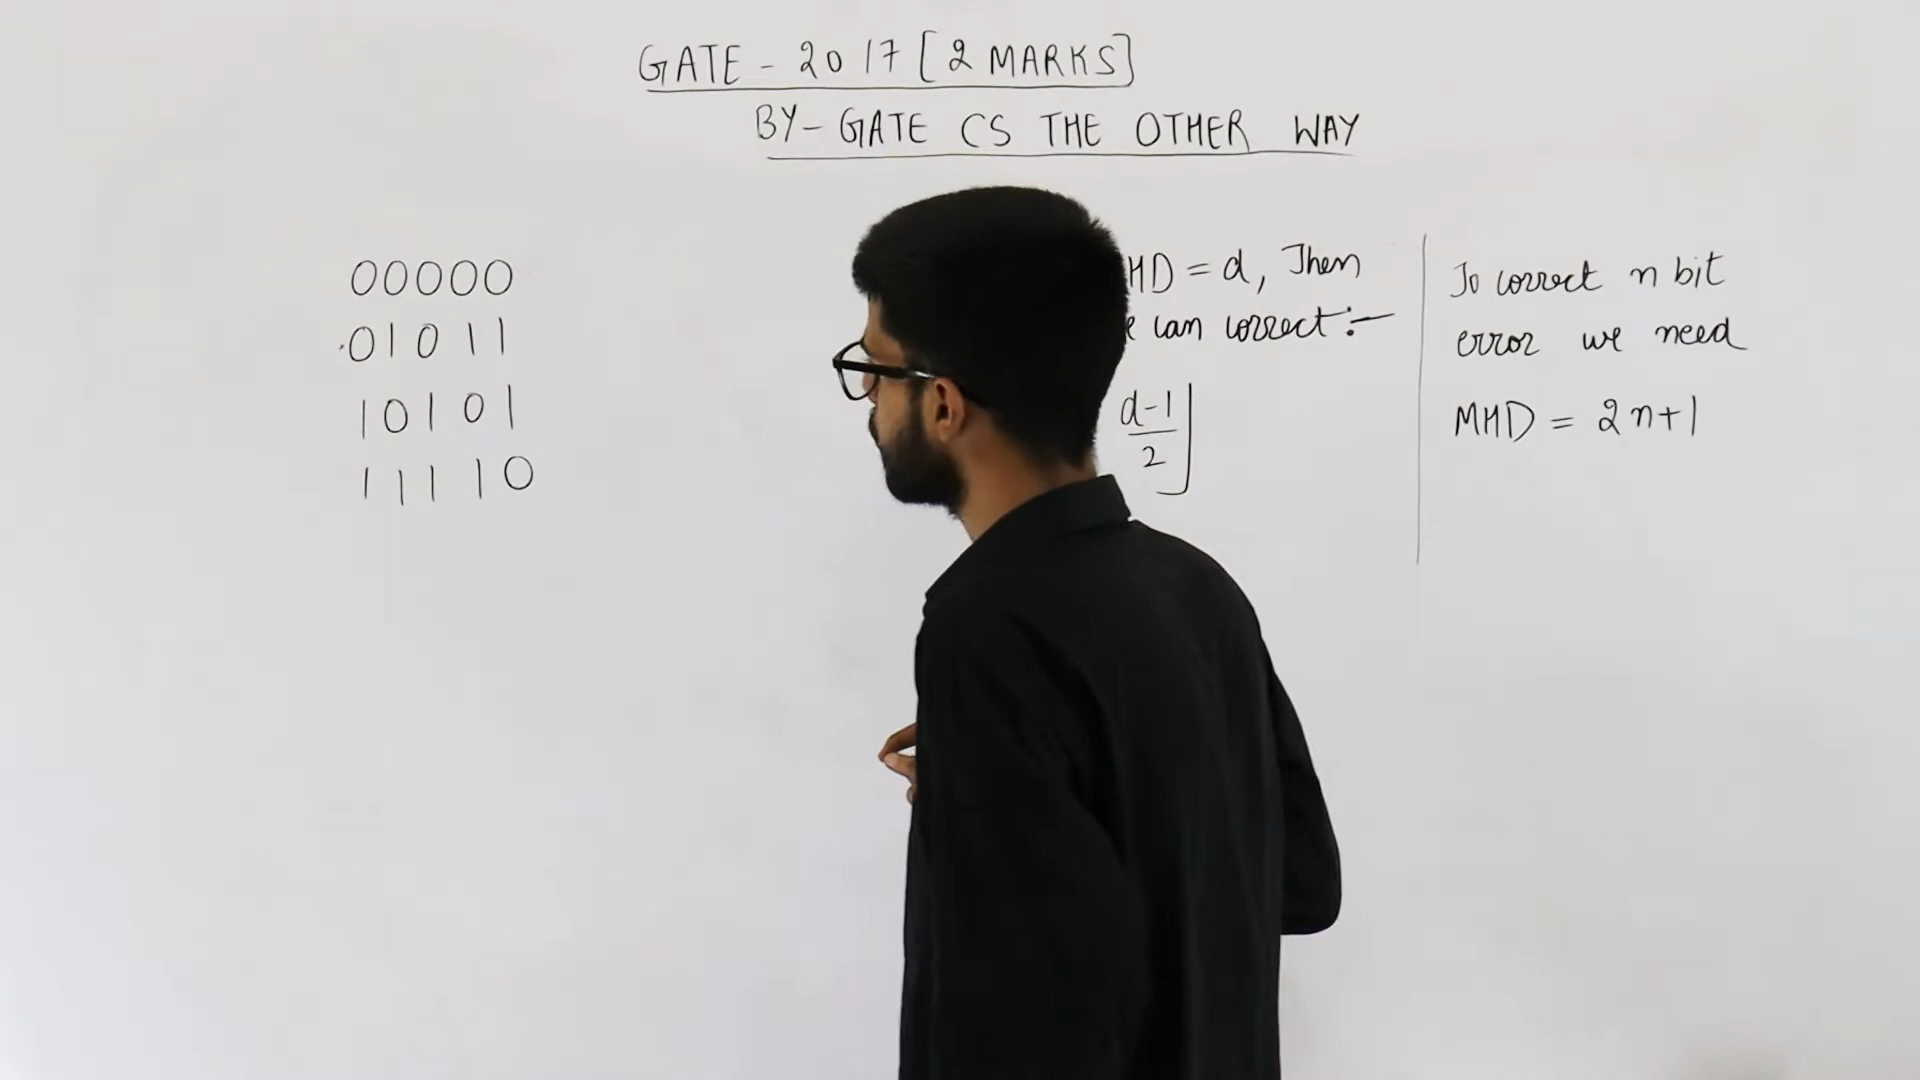 GATE - 2017 [2 MARKS]
BY- GATE CS THE OTHER WAY
00000
01011
10101
11110
HD = d, Then
can correct :-
d-1
2
To correct n bit
error we need
MHD = 2n+1